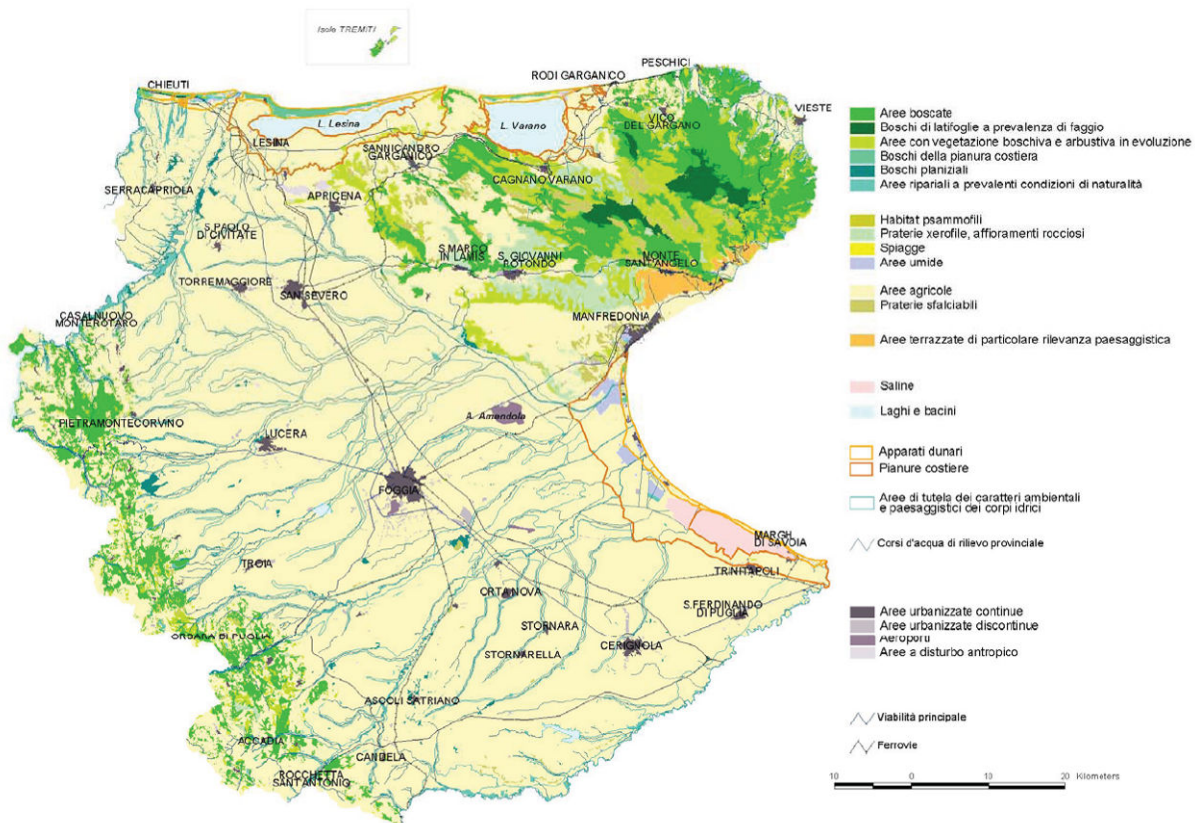 Isole TREMITI
PESCHICI
RODI GARGANICO
CHIEUTI
VIESTE
L. Lesina
L. Varano
VICO
DEL GARGANO
LESINA
SANNICANDRO
GARGANICO
CAGNANO VARANO
SERRACAPRIOLA
APRICENA
S. PAOLO
DI CIVITATE
S. MARCO
IN LAMIS
S. GIOVANNI
ROTONDO
MONTE
SANT'ANGELO
TORREMAGGIORE
SAN SEVERO
CASALNUOVO
MONTEROTARO
MANFREDONIA
A. Amendola
PIETRAMONTECORVINO
LUCERA
FOGGIA
MARGH.
DI SAVOIA
TROIA
TRINITAPOLI
ORTA NOVA
S.FERDINANDO
DI PUGLIA
STORNARA
ORSARA DI PUGLIA
CERIGNOLA
STORNARELLA
ASCOLI SATRIANO
ACCADIA
CANDELA
ROCCHETTA
SANT'ANTONIO
Aree boscate
Boschi di latifoglie a prevalenza di faggio
Aree con vegetazione boschiva e arbustiva in evoluzione
Boschi della pianura costiera
Boschi planiziali
Aree ripariali a prevalenti condizioni di naturalità
Habitat psammofili
Praterie xerofile, affioramenti rocciosi
Spiagge
Aree umide
Aree agricole
Praterie sfalciabili
Aree terrazzate di particolare rilevanza paesaggistica
Saline
Laghi e bacini
Apparati dunari
Pianure costiere
Aree di tutela dei caratteri ambientali
e paesaggistici dei corpi idrici
Corsi d'acqua di rilievo provinciale
Aree urbanizzate continue
Aree urbanizzate discontinue
Aeroporti
Aree a disturbo antropico
Viabilità principale
Ferrovie
10 0 10 20 Kilometers